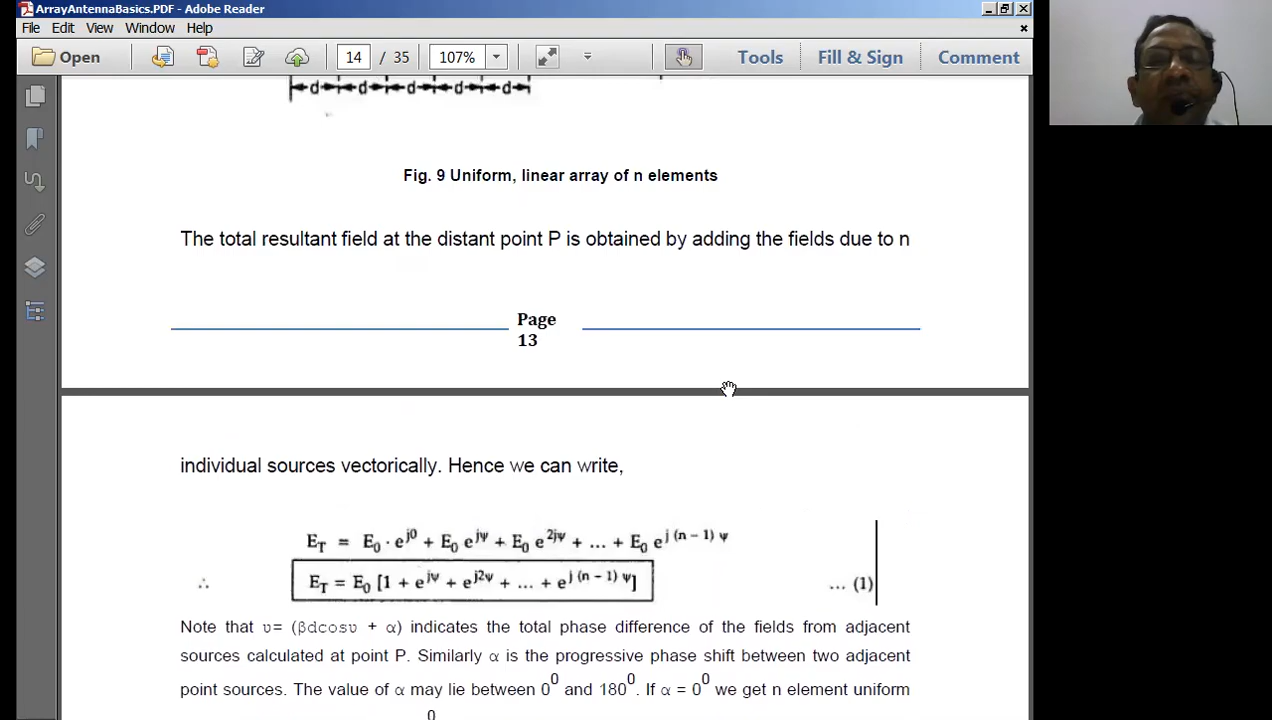 ArrayAntennaBasics.PDF - Adobe Reader
File Edit View Window Help
Open 14 / 35 107% Tools Fill & Sign Comment
d d d d d
Fig. 9 Uniform, linear array of n elements
The total resultant field at the distant point P is obtained by adding the fields due to n
Page
13
individual sources vectorically. Hence we can write,
E_T = E_0 · e^{j0} + E_0 e^{jψ} + E_0 e^{2jψ} + ... + E_0 e^{j (n − 1) ψ}
∴ E_T = E_0 [1 + e^{jψ} + e^{j2ψ} + ... + e^{j (n − 1) ψ}] ... (1)
Note that υ= (βdcosυ + α) indicates the total phase difference of the fields from adjacent
sources calculated at point P. Similarly α is the progressive phase shift between two adjacent
point sources. The value of α may lie between 0^0 and 180^0. If α = 0^0 we get n element uniform
0